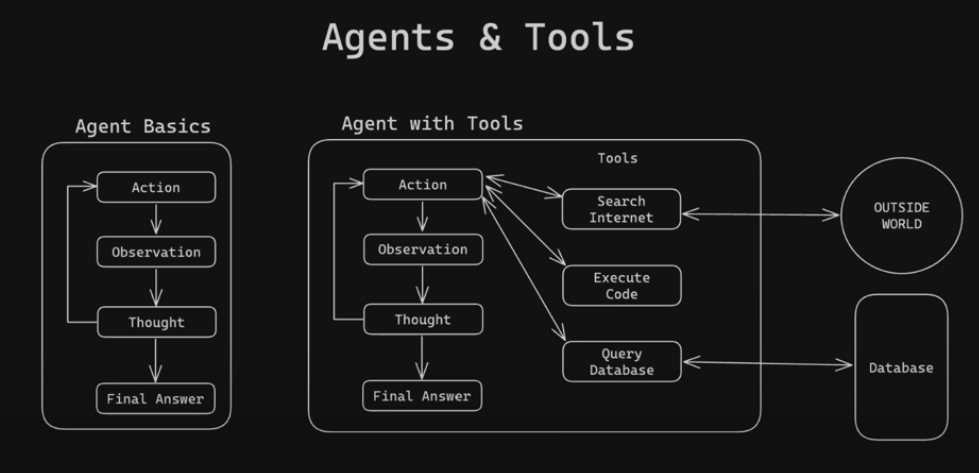 Agents & Tools
Agent Basics
Action
Observation
Thought
Final Answer
Agent with Tools
Action
Observation
Thought
Final Answer
Tools
Search
Internet
Execute
Code
Query
Database
OUTSIDE
WORLD
Database